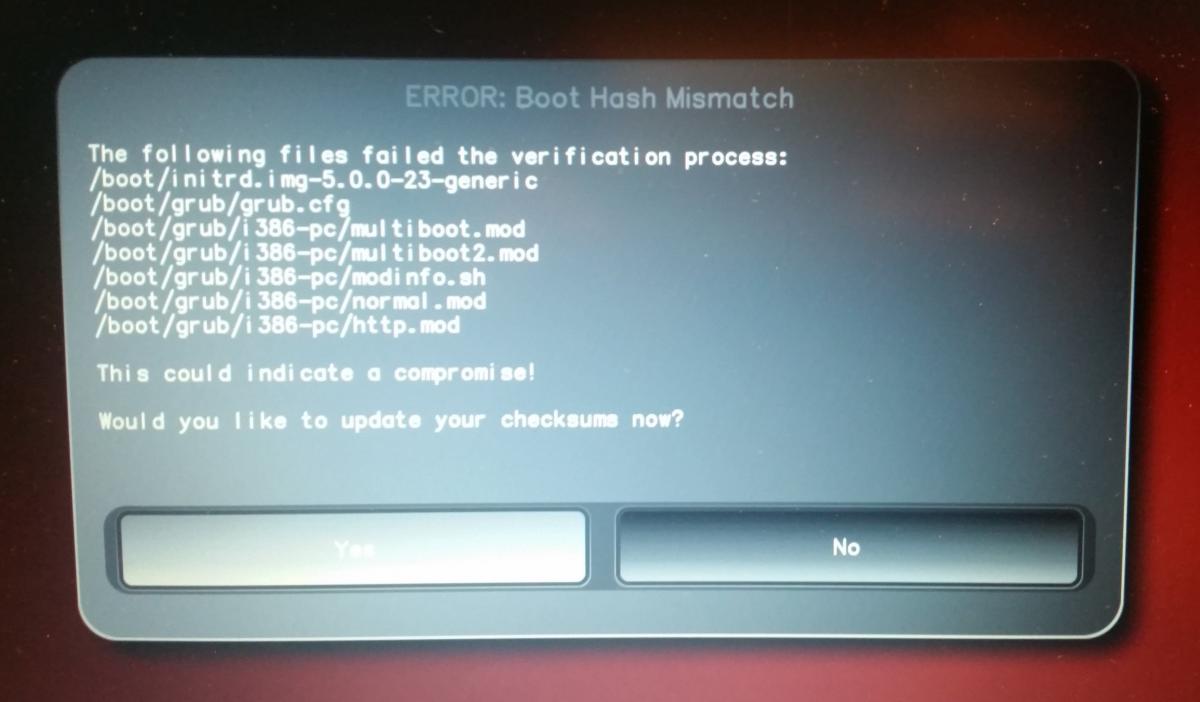 ERROR: Boot Hash Mismatch
The following files failed the verification process:
/boot/initrd.img-5.0.0-23-generic
/boot/grub/grub.cfg
/boot/grub/i386-pc/multiboot.mod
/boot/grub/i386-pc/multiboot2.mod
/boot/grub/i386-pc/modinfo.sh
/boot/grub/i386-pc/normal.mod
/boot/grub/i386-pc/http.mod
This could indicate a compromise!
Would you like to update your checksums now?
Yes
No